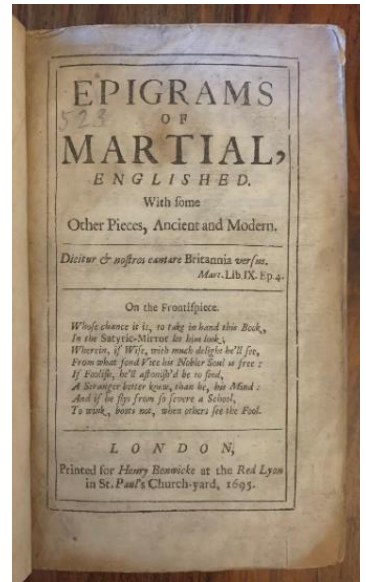 EPIGRAMS
523
OF
MARTIAL,
ENGLISHED.
With some
Other Pieces, Ancient and Modern.
Dicitur & nostros cantare Britannia versus.
Mart. Lib. IX. Ep. 4.
On the Frontispiece.
Whose chance it is, to take in hand this Book,
In the Satyric-Mirror let him look;
Wherein, if Wise, with much delight he'll see,
From what fond Vice his Nobler Soul is free:
If Foolish, he'll astonish'd be to find,
A Stranger better knew, than he, his Mind:
And if he flys from so severe a School,
To wink, boots not, when others see the Fool.
LONDON,
Printed for Henry Bonwicke at the Red Lyon
in St. Paul's Church-yard, 1695.